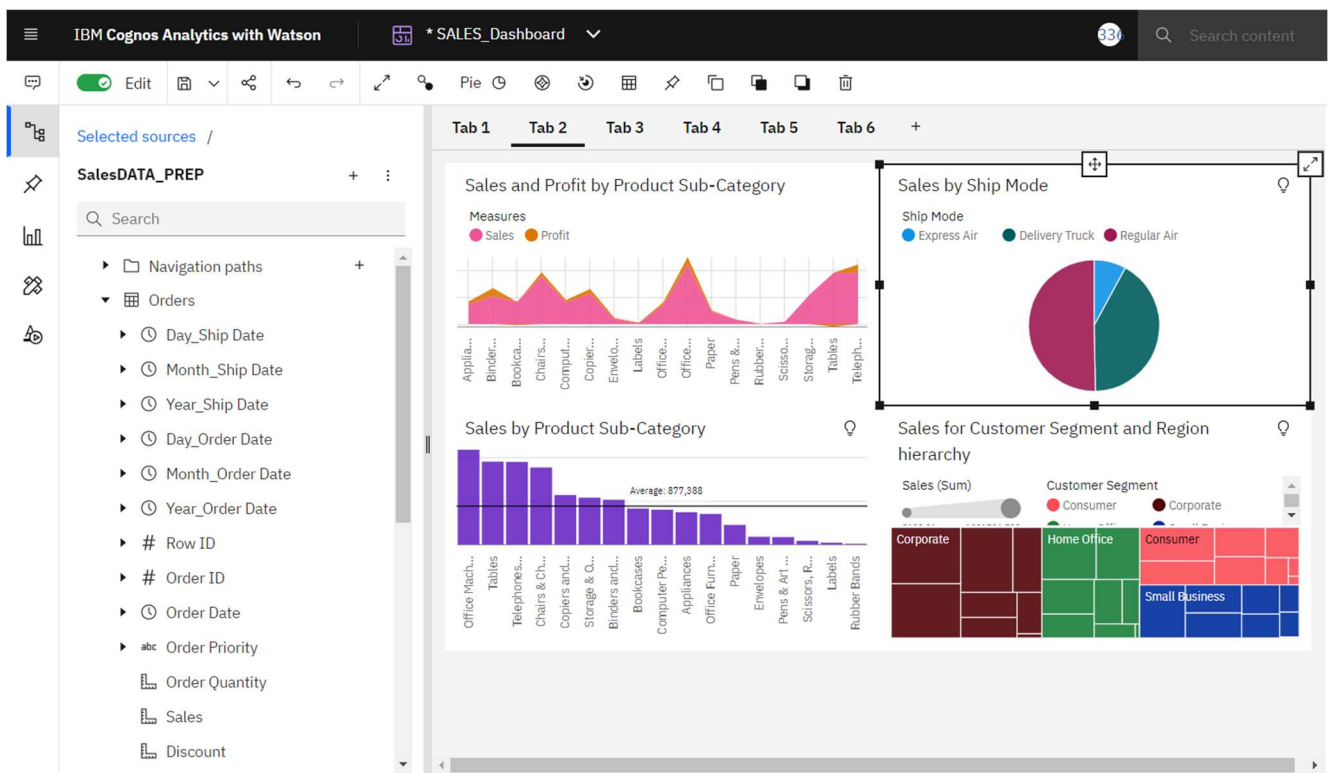 IBM Cognos Analytics with Watson
* SALES_Dashboard
336
Search content
Edit
Pie
Selected sources /
SalesDATA_PREP
Search
Navigation paths
Orders
Day_Ship Date
Month_Ship Date
Year_Ship Date
Day_Order Date
Month_Order Date
Year_Order Date
# Row ID
# Order ID
Order Date
abc Order Priority
Order Quantity
Sales
Discount
Tab 1 Tab 2 Tab 3 Tab 4 Tab 5 Tab 6 +
Sales and Profit by Product Sub-Category
Measures
Sales Profit
Applia...
Binder...
Bookca...
Chairs...
Comput...
Copier...
Envelo...
Labels
Office...
Office...
Paper
Pens &...
Rubber...
Scisso...
Storag...
Tables
Teleph...
Sales by Ship Mode
Ship Mode
Express Air Delivery Truck Regular Air
Sales by Product Sub-Category
Average: 877,388
Office Mach...
Tables
Telephones...
Chairs & Ch...
Copiers and...
Storage & O...
Binders and...
Bookcases
Computer Pe...
Appliances
Office Furn...
Paper
Envelopes
Pens & Art ...
Scissors, R...
Labels
Rubber Bands
Sales for Customer Segment and Region
hierarchy
Sales (Sum)
Customer Segment
Consumer Corporate
Corporate
Home Office
Consumer
Small Business